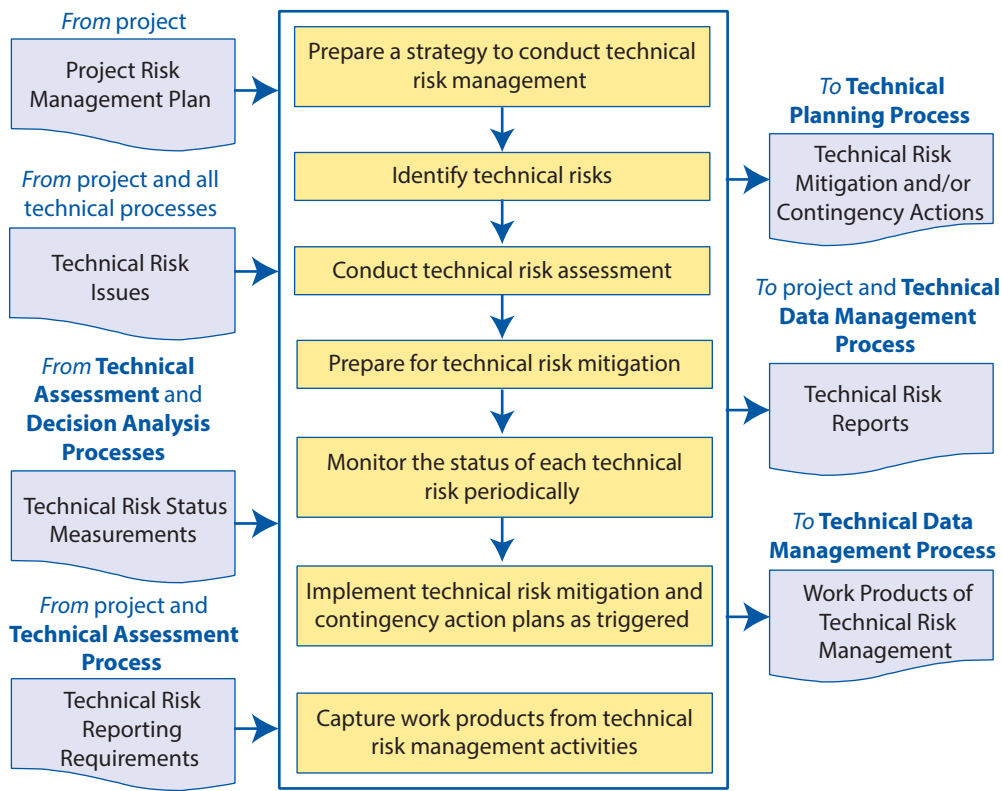 From project
Project Risk
Management Plan
From project and all
technical processes
Technical Risk
Issues
From Technical
Assessment and
Decision Analysis
Processes
Technical Risk Status
Measurements
From project and
Technical Assessment
Process
Technical Risk
Reporting
Requirements
Prepare a strategy to conduct technical
risk management
Identify technical risks
Conduct technical risk assessment
Prepare for technical risk mitigation
Monitor the status of each technical
risk periodically
Implement technical risk mitigation and
contingency action plans as triggered
Capture work products from technical
risk management activities
To Technical
Planning Process
Technical Risk
Mitigation and/or
Contingency Actions
To project and Technical
Data Management
Process
Technical Risk
Reports
To Technical Data
Management Process
Work Products of
Technical Risk
Management